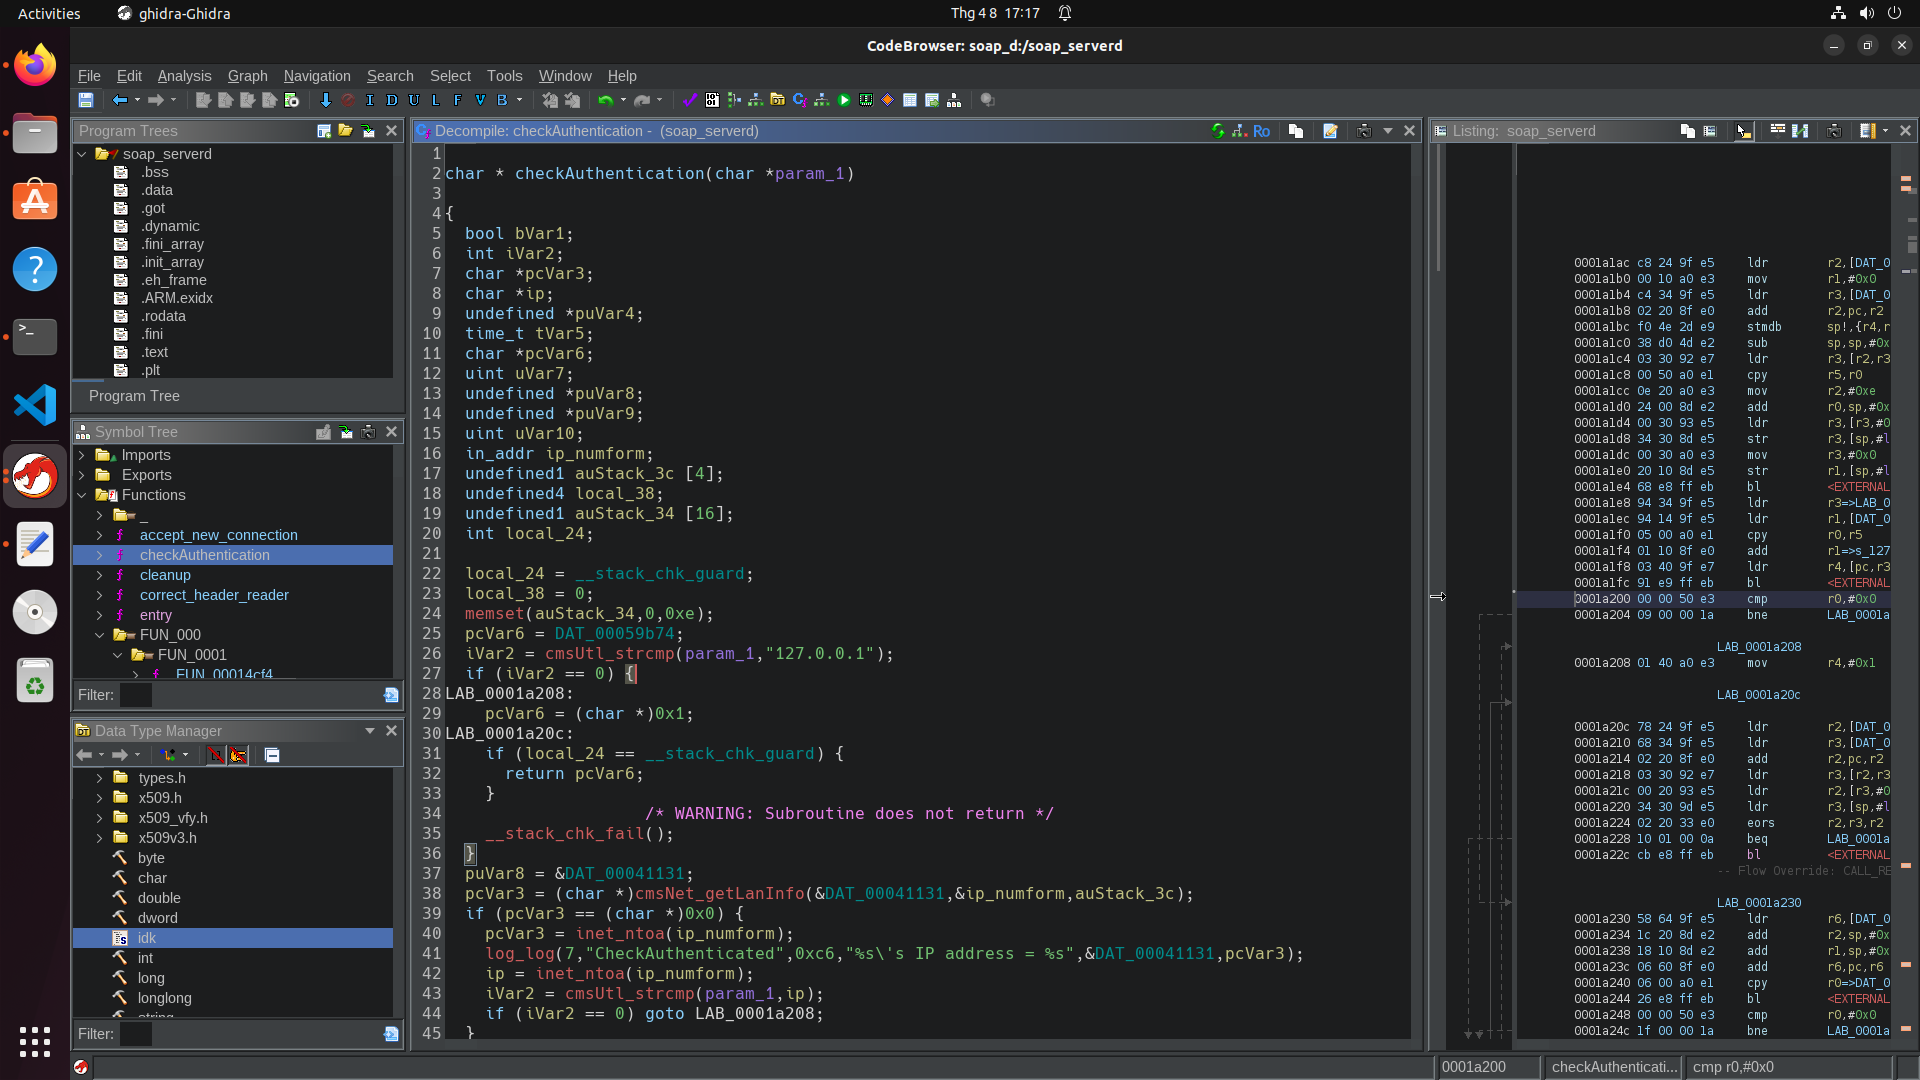 Activities
ghidra-Ghidra
Thg 4 8 17:17
CodeBrowser: soap_d:/soap_serverd
File Edit Analysis Graph Navigation Search Select Tools Window Help
I D U L F V B
Program Trees
soap_serverd
.bss
.data
.got
.dynamic
.fini_array
.init_array
.eh_frame
.ARM.exidx
.rodata
.fini
.text
.plt
Program Tree
Symbol Tree
Imports
Exports
Functions
_
accept_new_connection
checkAuthentication
cleanup
correct_header_reader
entry
FUN_000
FUN_0001
FUN_00014cf4
Filter:
Data Type Manager
types.h
x509.h
x509_vfy.h
x509v3.h
byte
char
double
dword
idk
int
long
longlong
string
Filter:
Decompile: checkAuthentication - (soap_serverd)
Ro
1
2 char * checkAuthentication(char *param_1)
3
4 {
5 bool bVar1;
6 int iVar2;
7 char *pcVar3;
8 char *ip;
9 undefined *puVar4;
10 time_t tVar5;
11 char *pcVar6;
12 uint uVar7;
13 undefined *puVar8;
14 undefined *puVar9;
15 uint uVar10;
16 in_addr ip_numform;
17 undefined1 auStack_3c [4];
18 undefined4 local_38;
19 undefined1 auStack_34 [16];
20 int local_24;
21
22 local_24 = __stack_chk_guard;
23 local_38 = 0;
24 memset(auStack_34,0,0xe);
25 pcVar6 = DAT_00059b74;
26 iVar2 = cmsUtl_strcmp(param_1,"127.0.0.1");
27 if (iVar2 == 0) {
28 LAB_0001a208:
29 pcVar6 = (char *)0x1;
30 LAB_0001a20c:
31 if (local_24 == __stack_chk_guard) {
32 return pcVar6;
33 }
34 /* WARNING: Subroutine does not return */
35 __stack_chk_fail();
36 }
37 puVar8 = &DAT_00041131;
38 pcVar3 = (char *)cmsNet_getLanInfo(&DAT_00041131,&ip_numform,auStack_3c);
39 if (pcVar3 == (char *)0x0) {
40 pcVar3 = inet_ntoa(ip_numform);
41 log_log(7,"CheckAuthenticated",0xc6,"%s\'s IP address = %s",&DAT_00041131,pcVar3);
42 ip = inet_ntoa(ip_numform);
43 iVar2 = cmsUtl_strcmp(param_1,ip);
44 if (iVar2 == 0) goto LAB_0001a208;
45 }
Listing: soap_serverd
0001a1ac c8 24 9f e5 ldr r2,[DAT_0
0001a1b0 00 10 a0 e3 mov r1,#0x0
0001a1b4 c4 34 9f e5 ldr r3,[DAT_0
0001a1b8 02 20 8f e0 add r2,pc,r2
0001a1bc f0 4e 2d e9 stmdb sp!,{r4,r
0001a1c0 38 d0 4d e2 sub sp,sp,#0x
0001a1c4 03 30 92 e7 ldr r3,[r2,r3
0001a1c8 00 50 a0 e1 cpy r5,r0
0001a1cc 0e 20 a0 e3 mov r2,#0xe
0001a1d0 24 00 8d e2 add r0,sp,#0x
0001a1d4 00 30 93 e5 ldr r3,[r3,#0
0001a1d8 34 30 8d e5 str r3,[sp,#l
0001a1dc 00 30 a0 e3 mov r3,#0x0
0001a1e0 20 10 8d e5 str r1,[sp,#l
0001a1e4 68 e8 ff eb bl <EXTERNAL
0001a1e8 94 34 9f e5 ldr r3=>LAB_0
0001a1ec 94 14 9f e5 ldr r1,[DAT_0
0001a1f0 05 00 a0 e1 cpy r0,r5
0001a1f4 01 10 8f e0 add r1=>s_127
0001a1f8 03 40 9f e7 ldr r4,[pc,r3
0001a1fc 91 e9 ff eb bl <EXTERNAL
0001a200 00 00 50 e3 cmp r0,#0x0
0001a204 09 00 00 1a bne LAB_0001a
LAB_0001a208
0001a208 01 40 a0 e3 mov r4,#0x1
LAB_0001a20c
0001a20c 78 24 9f e5 ldr r2,[DAT_0
0001a210 68 34 9f e5 ldr r3,[DAT_0
0001a214 02 20 8f e0 add r2,pc,r2
0001a218 03 30 92 e7 ldr r3,[r2,r3
0001a21c 00 20 93 e5 ldr r2,[r3,#0
0001a220 34 30 9d e5 ldr r3,[sp,#l
0001a224 02 20 33 e0 eors r2,r3,r2
0001a228 10 01 00 0a beq LAB_0001a
0001a22c cb e8 ff eb bl <EXTERNAL
-- Flow Override: CALL_RE
LAB_0001a230
0001a230 58 64 9f e5 ldr r6,[DAT_0
0001a234 1c 20 8d e2 add r2,sp,#0x
0001a238 18 10 8d e2 add r1,sp,#0x
0001a23c 06 60 8f e0 add r6,pc,r6
0001a240 06 00 a0 e1 cpy r0=>DAT_0
0001a244 26 e8 ff eb bl <EXTERNAL
0001a248 00 00 50 e3 cmp r0,#0x0
0001a24c 1f 00 00 1a bne LAB_0001a
0001a200
checkAuthenticati...
cmp r0,#0x0